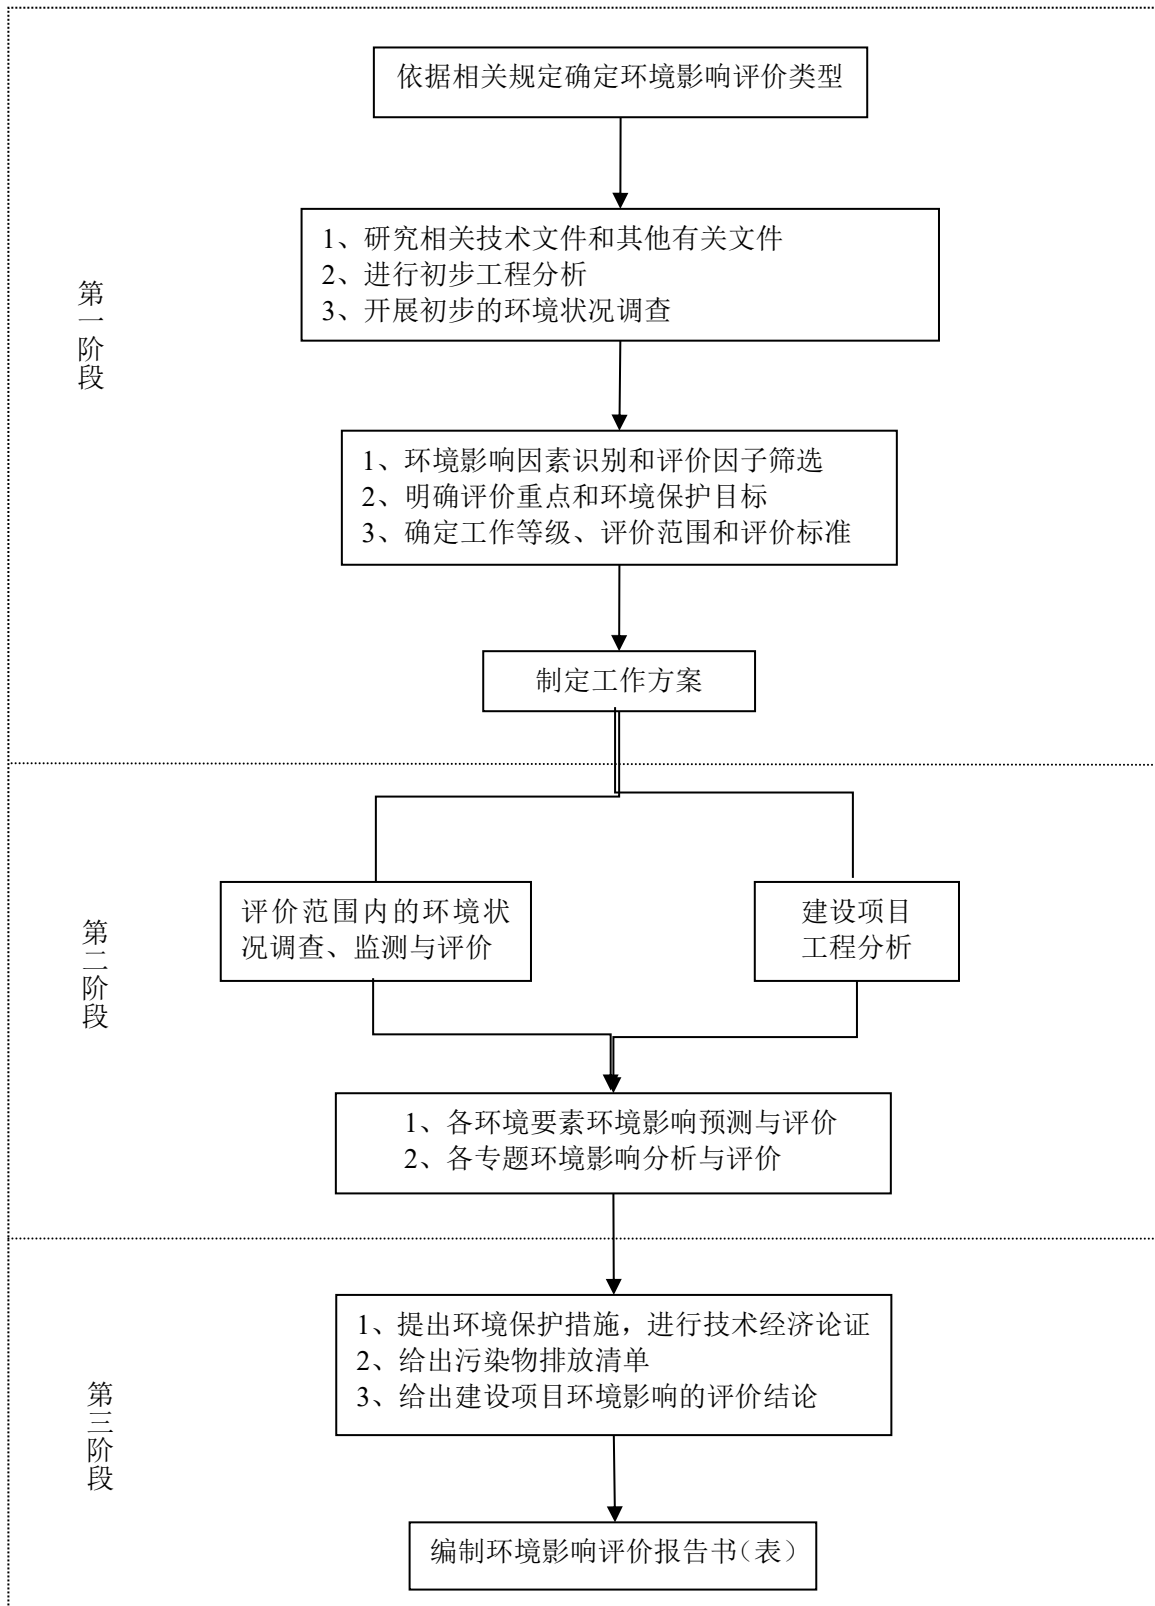 依据相关规定确定环境影响评价类型
1、研究相关技术文件和其他有关文件
2、进行初步工程分析
3、开展初步的环境状况调查
第一阶段
1、环境影响因素识别和评价因子筛选
2、明确评价重点和环境保护目标
3、确定工作等级、评价范围和评价标准
制定工作方案
第二阶段
评价范围内的环境状
况调查、监测与评价
建设项目
工程分析
1、各环境要素环境影响预测与评价
2、各专题环境影响分析与评价
第三阶段
1、提出环境保护措施，进行技术经济论证
2、给出污染物排放清单
3、给出建设项目环境影响的评价结论
编制环境影响评价报告书（表）